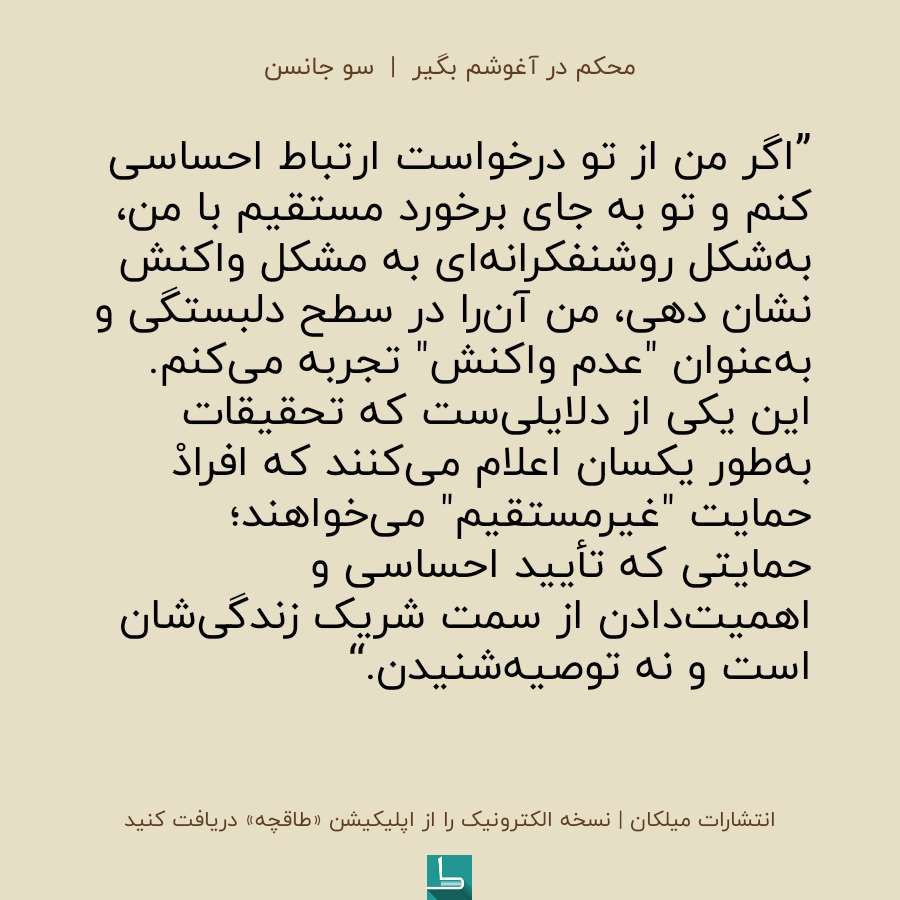 محکم در آغوشم بگیر | سو جانسن
”اگر من از تو درخواست ارتباط احساسی
کنم و تو به جای برخورد مستقیم با من،
به‌شکل روشنفکرانه‌ای به مشکل واکنش
نشان دهی، من آن‌را در سطح دلبستگی و
به‌عنوان "عدم واکنش" تجربه می‌کنم.
این یکی از دلایلی‌ست که تحقیقات
به‌طور یکسان اعلام می‌کنند که افرادْ
حمایت "غیرمستقیم" می‌خواهند؛
حمایتی که تأیید احساسی و
اهمیت‌دادن از سمت شریک زندگی‌شان
است و نه توصیه‌شنیدن.“
انتشارات میلکان | نسخه الکترونیک را از اپلیکیشن «طاقچه» دریافت کنید